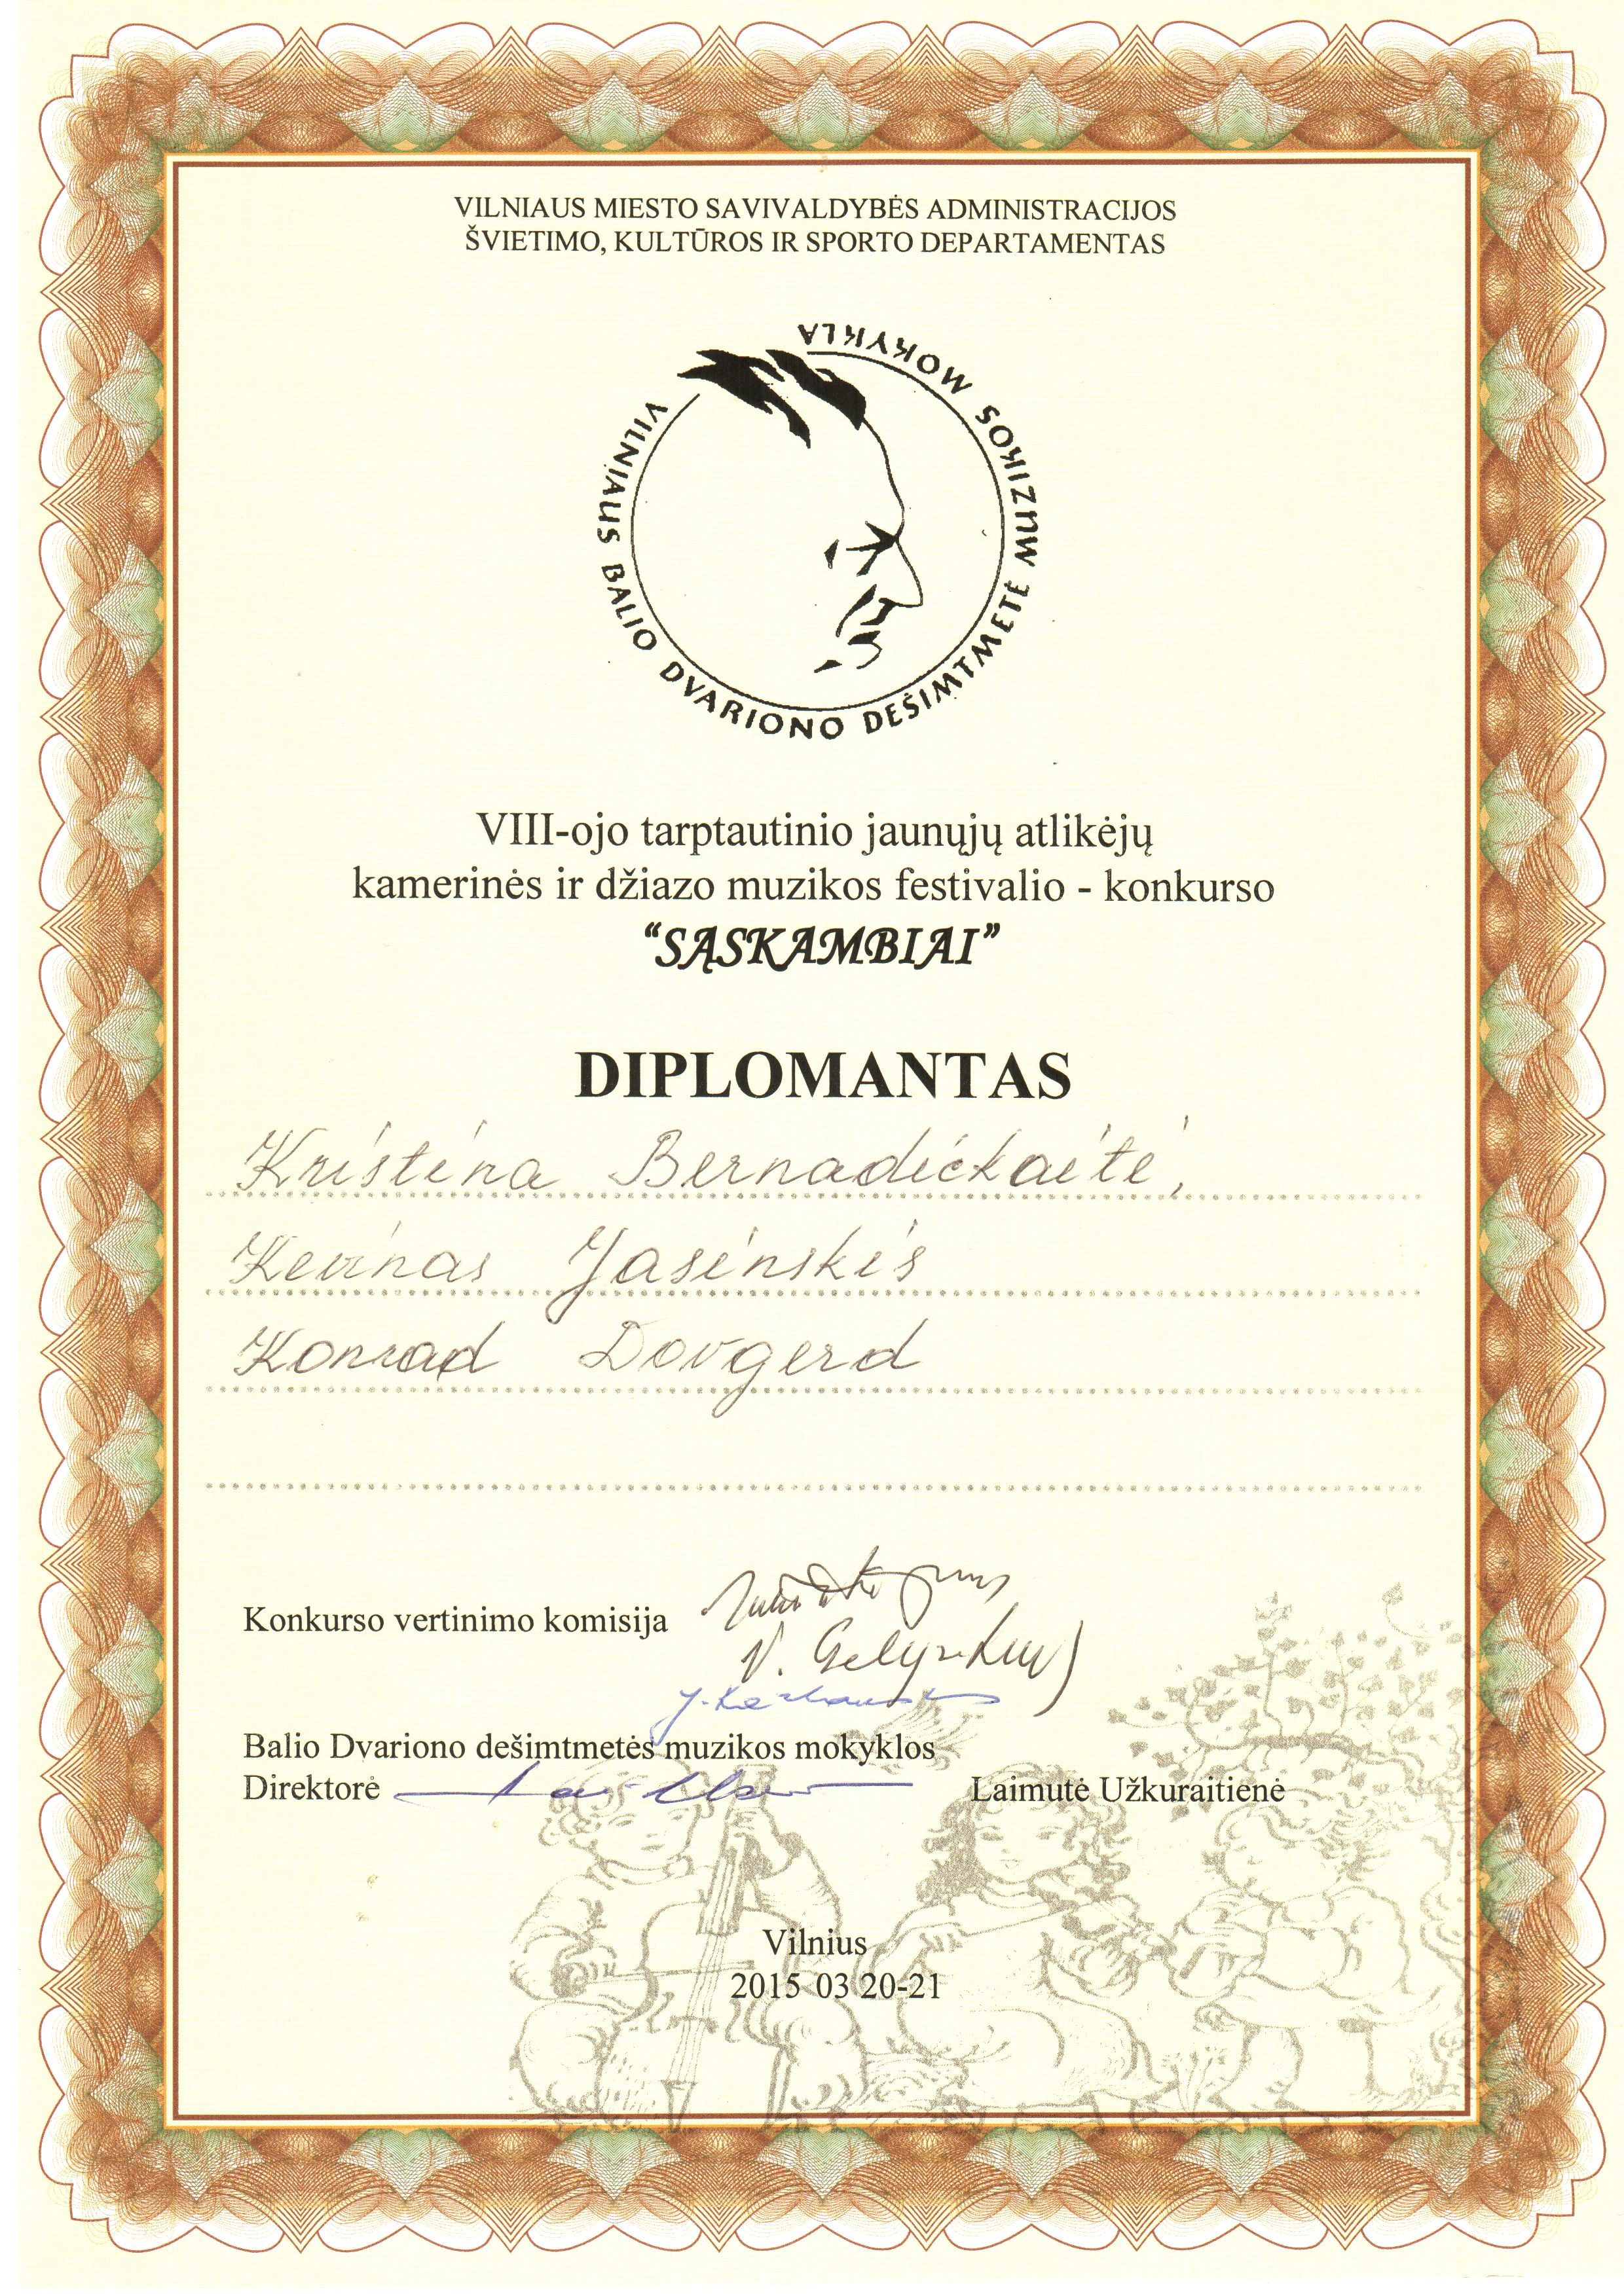 VILNIAUS MIESTO SAVIVALDYBĖS ADMINISTRACIJOS
ŠVIETIMO, KULTŪROS IR SPORTO DEPARTAMENTAS
VILNIAUS BALIO DVARIONO DEŠIMTMETĖ MUZIKOS MOKYKLA
VIII-ojo tarptautinio jaunųjų atlikėjų
kamerinės ir džiazo muzikos festivalio - konkurso
“SĄSKAMBIAI”
DIPLOMANTAS
Kristina Bernadickaitė,
Kevinas Jasinskis
Konrad Dovgerd
Konkurso vertinimo komisija
Balio Dvariono dešimtmetės muzikos mokyklos
Direktorė Laimutė Užkuraitienė
Vilnius
2015 03 20-21